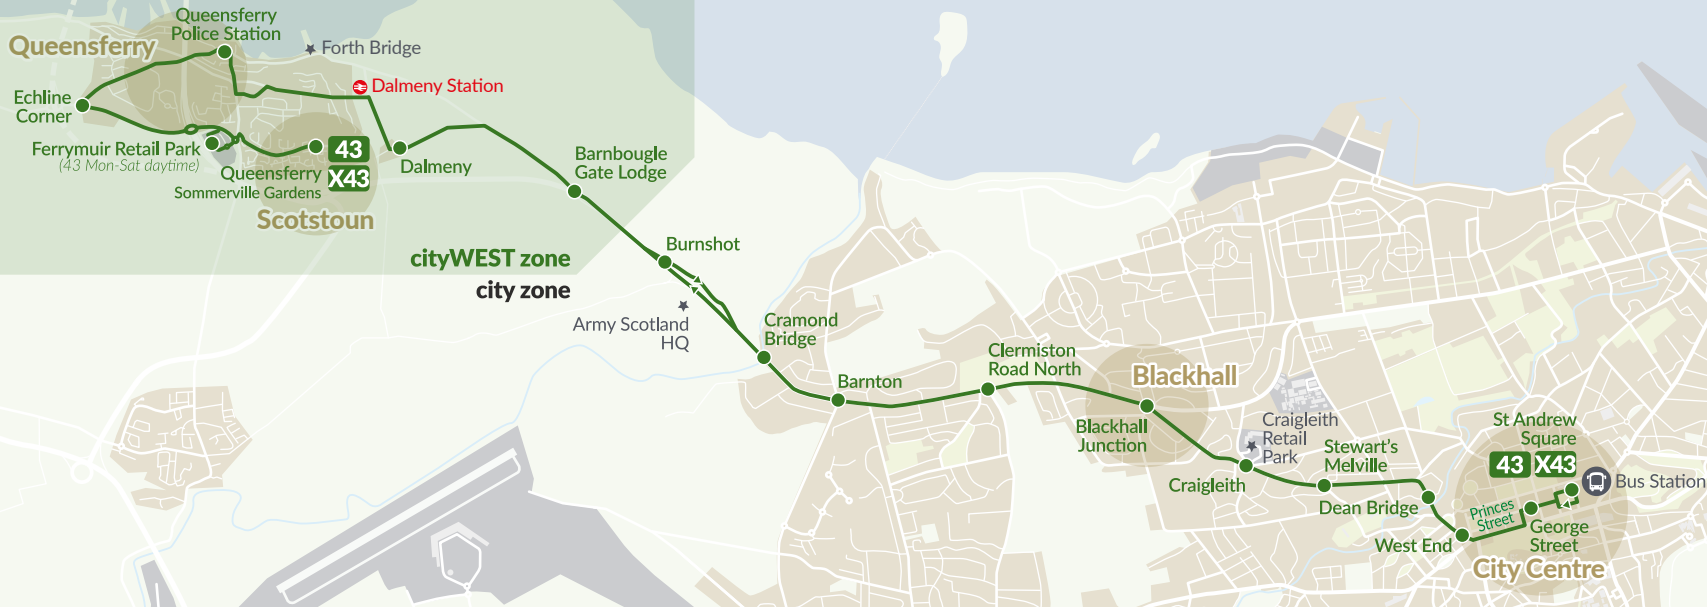 Queensferry
Police Station
Queensferry
Forth Bridge
Dalmeny Station
Echline
Corner
Ferrymuir Retail Park
(43 Mon-Sat daytime)
43
X43
Queensferry
Sommerville Gardens
Scotstoun
Dalmeny
Barnbougle
Gate Lodge
cityWEST zone
city zone
Burnshot
Army Scotland
HQ
Cramond
Bridge
Barnton
Clermiston
Road North
Blackhall
Blackhall
Junction
Craigleith
Retail
Park
Craigleith
Stewart's
Melville
Dean Bridge
West End
St Andrew
Square
43 X43
Bus Station
Princes
Street
George
Street
City Centre